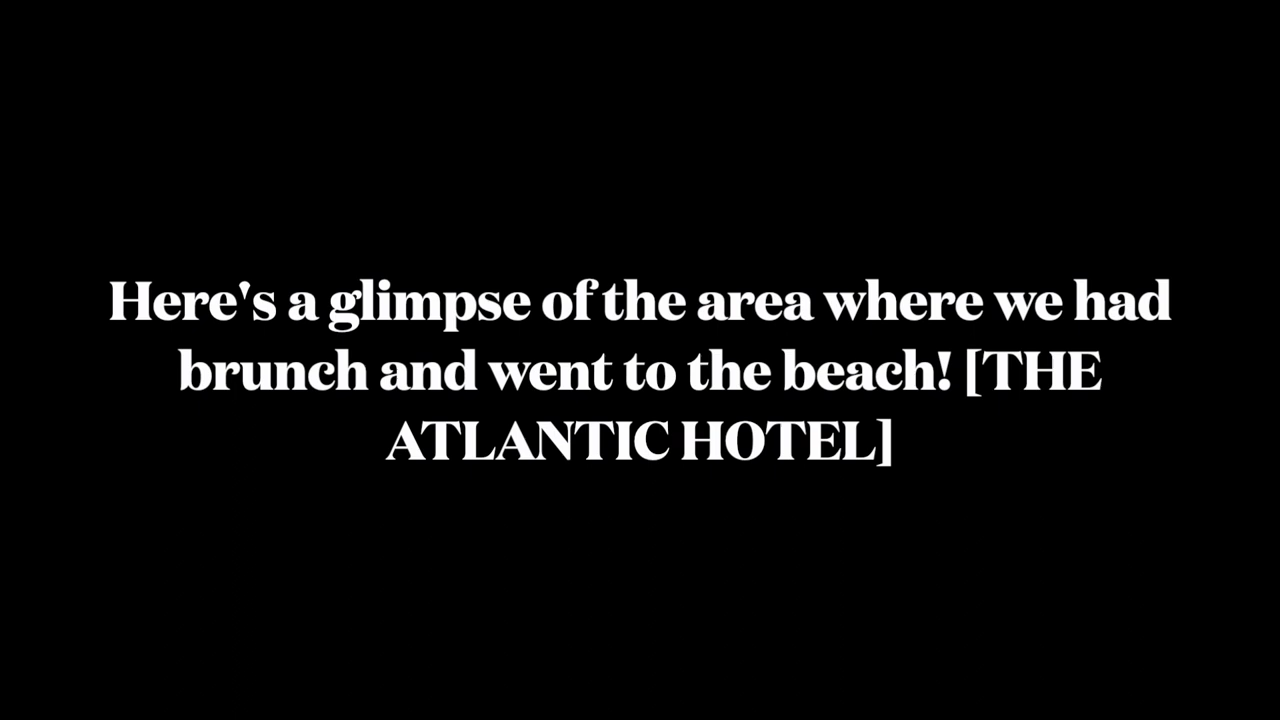 Here's a glimpse of the area where we had
brunch and went to the beach! [THE
ATLANTIC HOTEL]